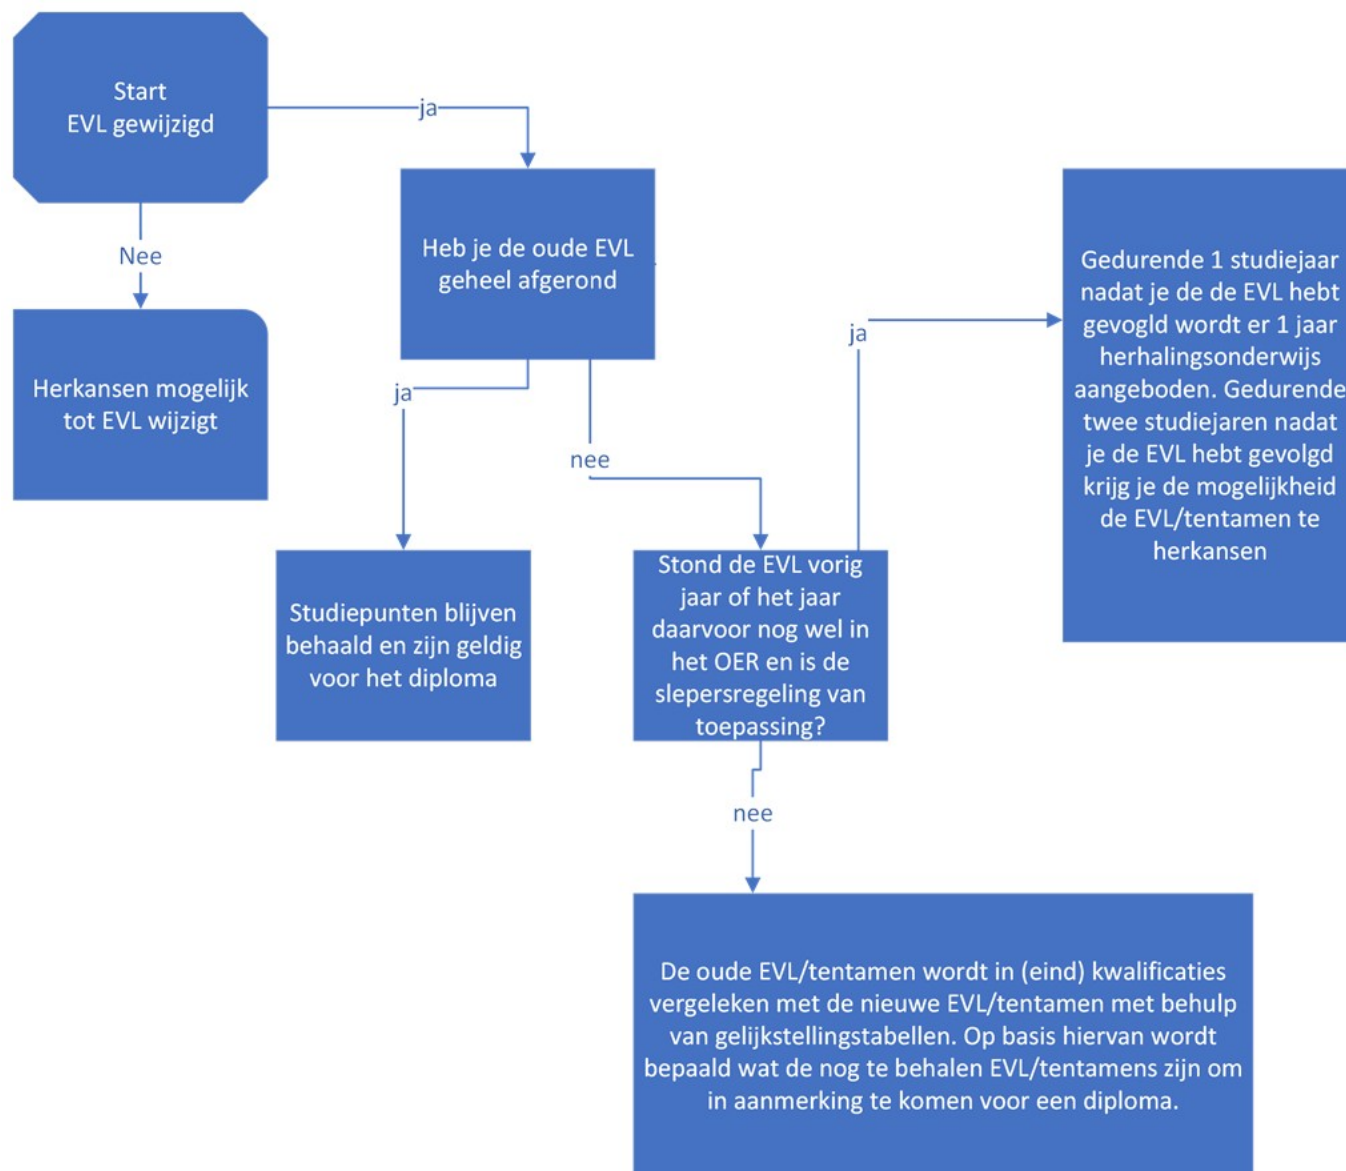 Start
EVL gewijzigd
ja
Nee
Herkansen mogelijk
tot EVL wijzigt
Heb je de oude EVL
geheel afgerond
ja
nee
Studiepunten blijven
behaald en zijn geldig
voor het diploma
Stond de EVL vorig
jaar of het jaar
daarvoor nog wel in
het OER en is de
slepersregeling van
toepassing?
ja
Gedurende 1 studiejaar
nadat je de de EVL hebt
gevogld wordt er 1 jaar
herhalingsonderwijs
aangeboden. Gedurende
twee studiejaren nadat
je de EVL hebt gevolgd
krijg je de mogelijkheid
de EVL/tentamen te
herkansen
nee
De oude EVL/tentamen wordt in (eind) kwalificaties
vergeleken met de nieuwe EVL/tentamen met behulp
van gelijkstellingstabellen. Op basis hiervan wordt
bepaald wat de nog te behalen EVL/tentamens zijn om
in aanmerking te komen voor een diploma.